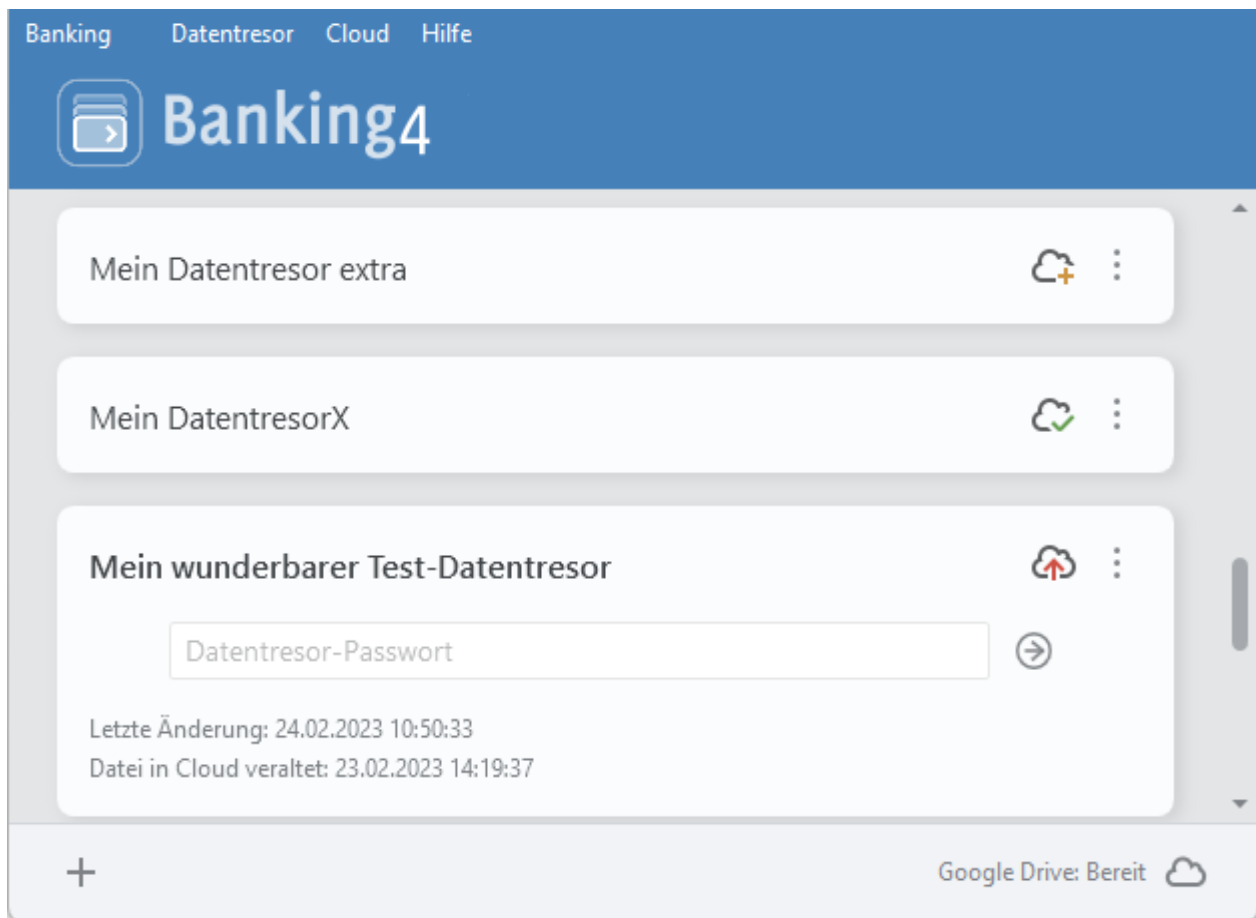 Banking Datentresor Cloud Hilfe
Banking4
Mein Datentresor extra
Mein DatentresorX
Mein wunderbarer Test-Datentresor
Datentresor-Passwort
Letzte Änderung: 24.02.2023 10:50:33
Datei in Cloud veraltet: 23.02.2023 14:19:37
Google Drive: Bereit